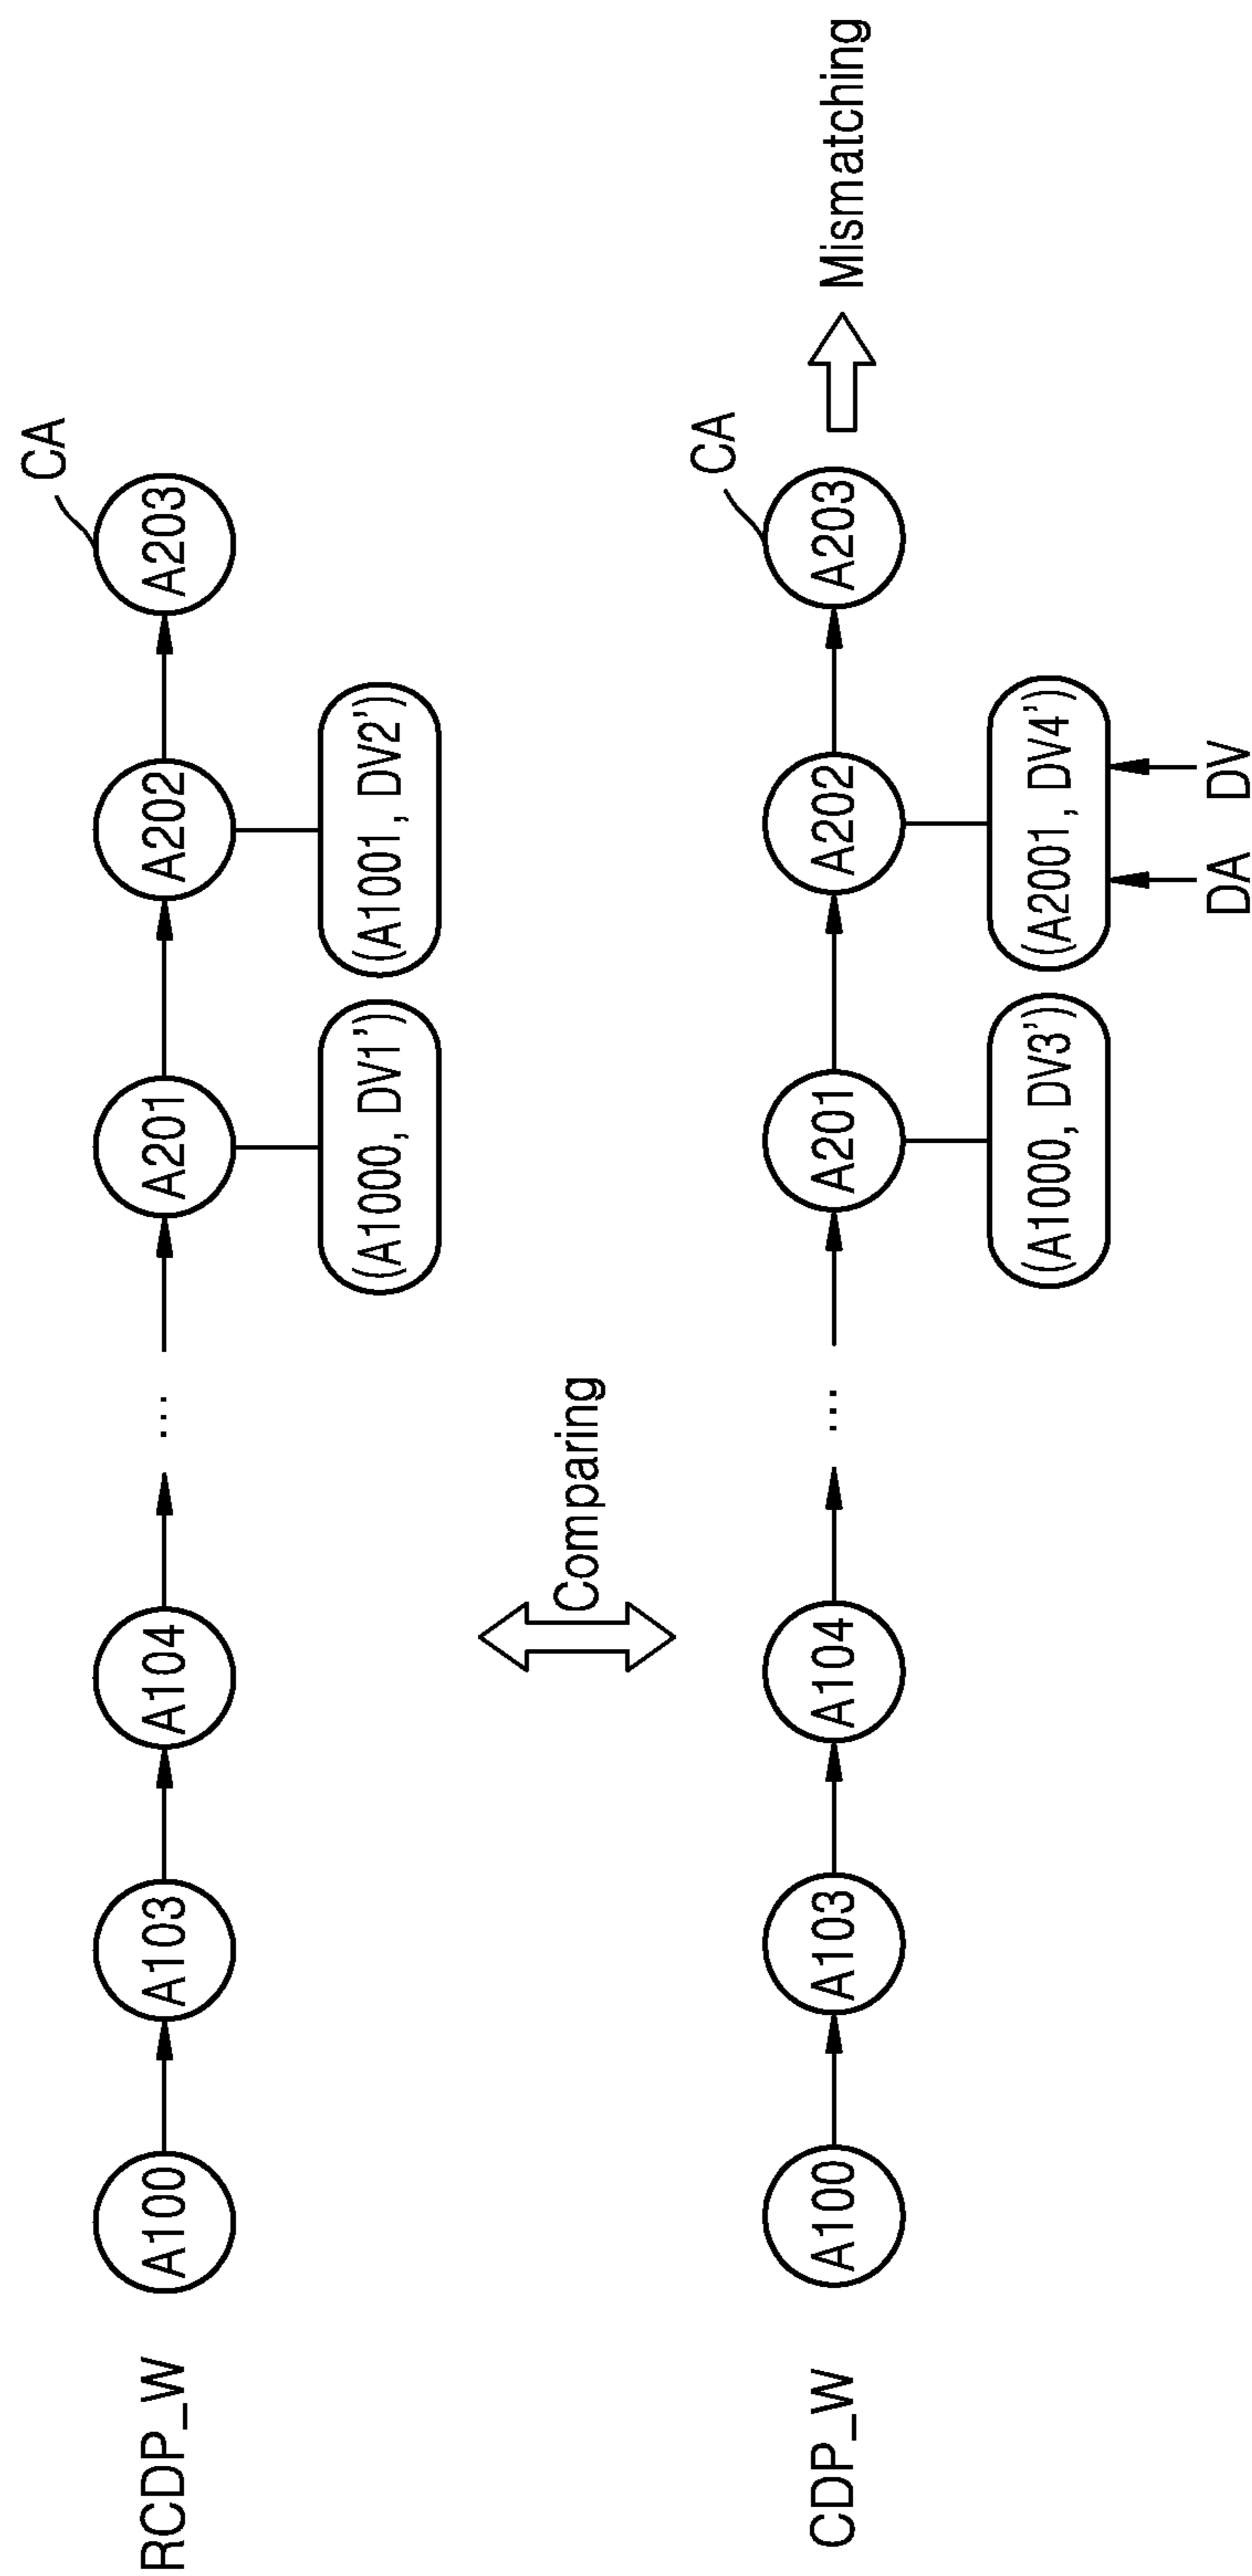 RCDP_W
A100
A103
A104
...
A201
A202
A203
CA
(A1000, DV1')
(A1001, DV2')
Comparing
CDP_W
A100
A103
A104
...
A201
A202
A203
CA
Mismatching
(A1000, DV3')
(A2001, DV4')
DA
DV